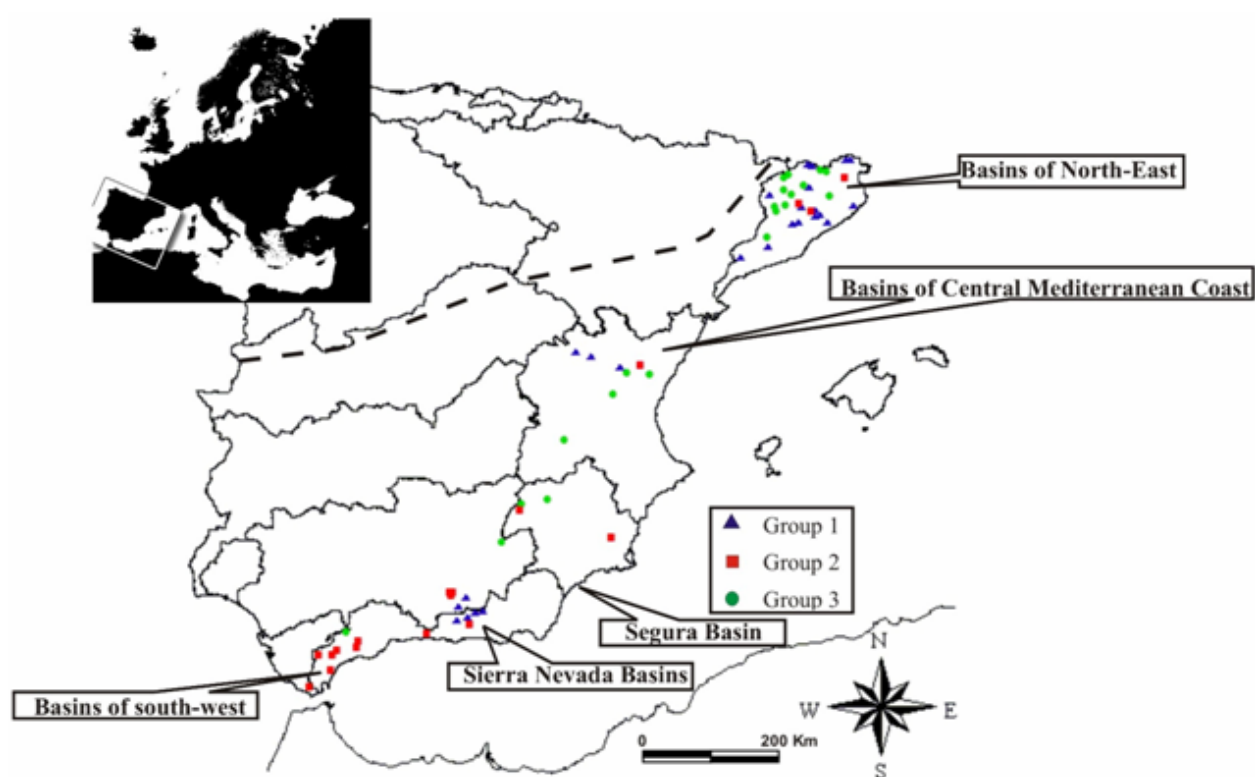 Basins of North-East
Basins of Central Mediterranean Coast
Group 1
Group 2
Group 3
Segura Basin
Sierra Nevada Basins
Basins of south-west
N
W
E
S
0
200 Km